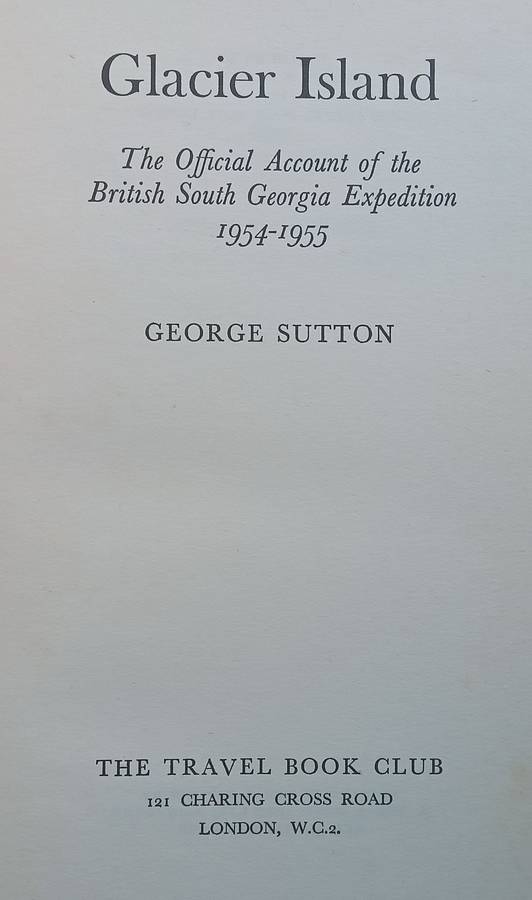 Glacier Island
The Official Account of the
British South Georgia Expedition
1954-1955
GEORGE SUTTON
THE TRAVEL BOOK CLUB
121 CHARING CROSS ROAD
LONDON, W.C.2.